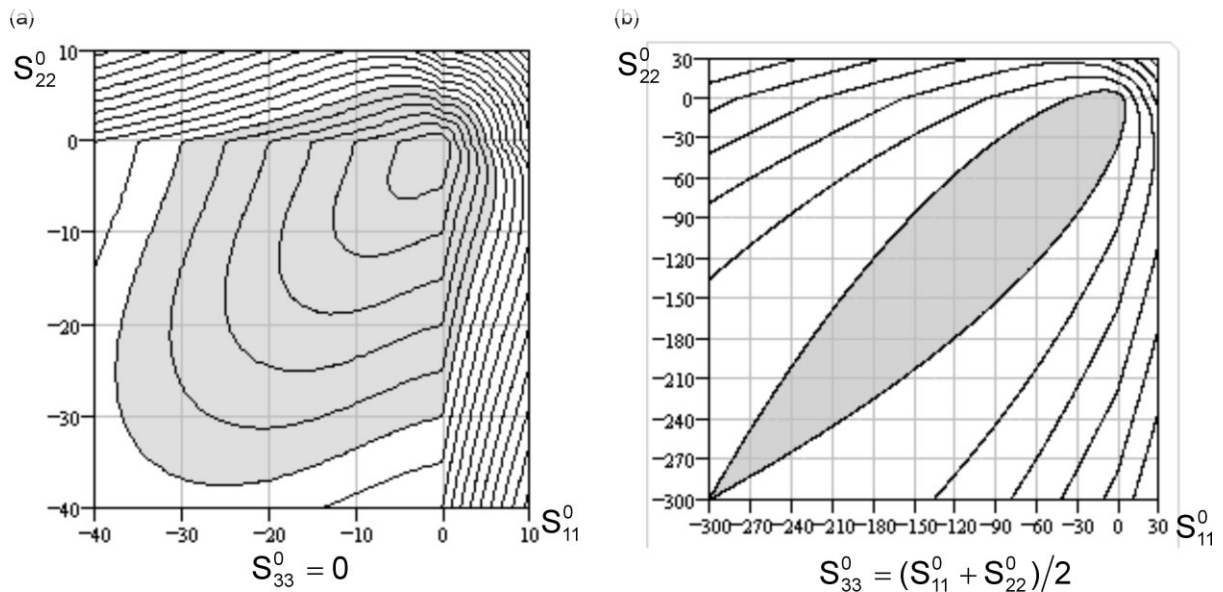 (a)
S⁰₂₂
10
0
−10
−20
−30
−40
−40 −30 −20 −10 0 10
S⁰₁₁
S⁰₃₃ = 0
(b)
S⁰₂₂
30
0
−30
−60
−90
−120
−150
−180
−210
−240
−270
−300
−300−270−240−210−180−150−120−90 −60 −30 0 30
S⁰₁₁
S⁰₃₃ = (S⁰₁₁ + S⁰₂₂)/2